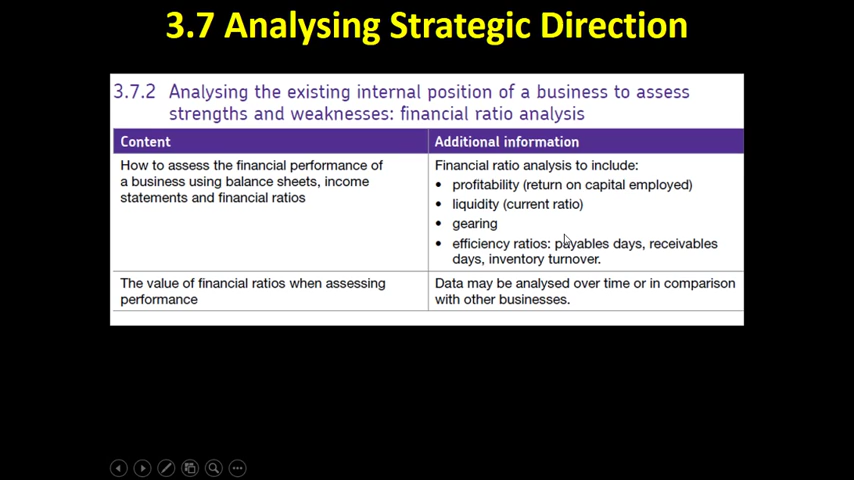 3.7 Analysing Strategic Direction
3.7.2 Analysing the existing internal position of a business to assess
strengths and weaknesses: financial ratio analysis
Content
Additional information
How to assess the financial performance of
a business using balance sheets, income
statements and financial ratios
Financial ratio analysis to include:
• profitability (return on capital employed)
• liquidity (current ratio)
• gearing
• efficiency ratios: payables days, receivables
days, inventory turnover.
The value of financial ratios when assessing
performance
Data may be analysed over time or in comparison
with other businesses.